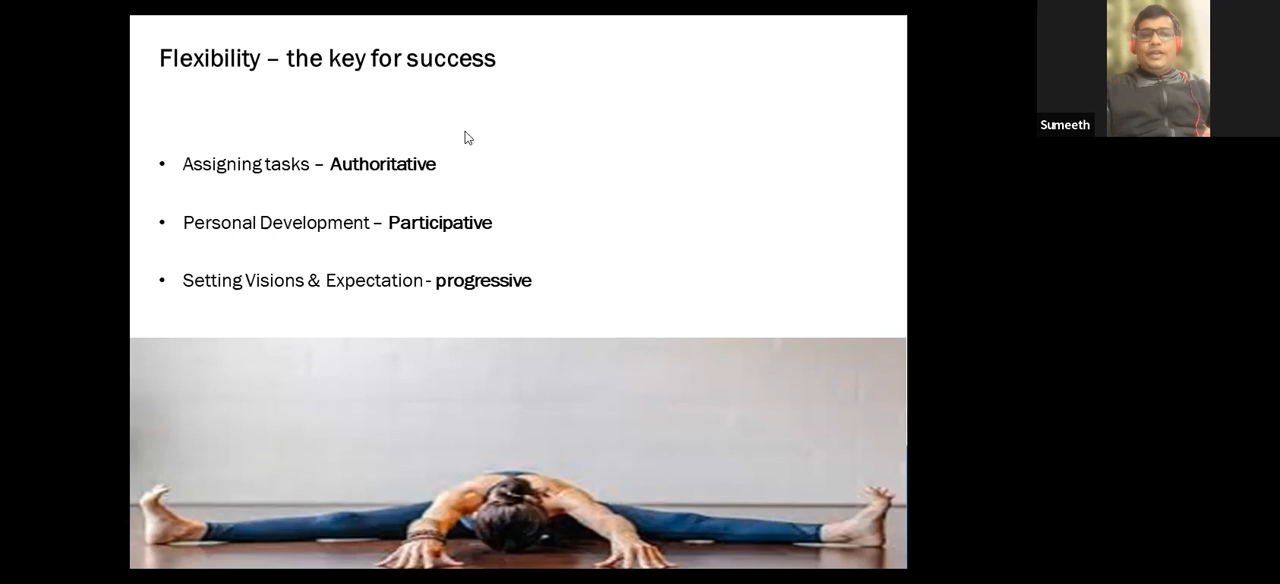 Flexibility – the key for success
• Assigning tasks – Authoritative
• Personal Development – Participative
• Setting Visions & Expectation- progressive
Sumeeth